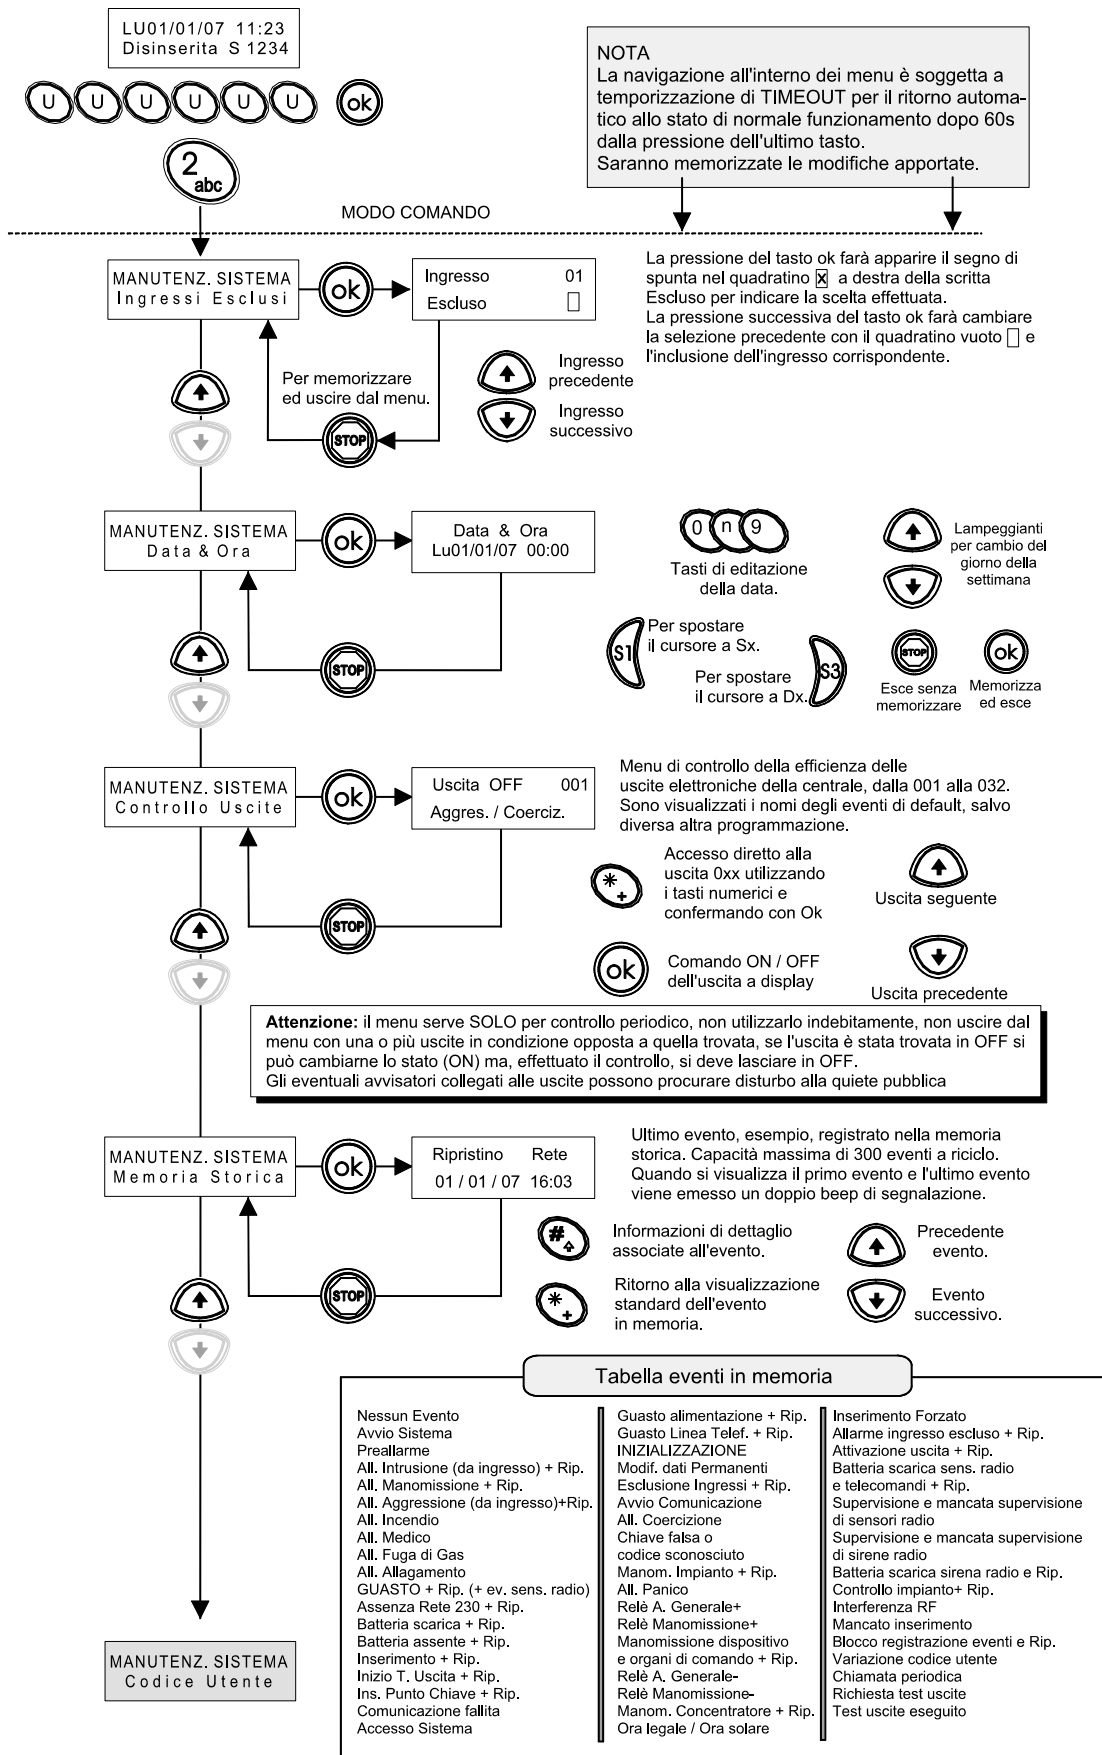 LU01/01/07 11:23
Disinserita S 1234
U U U U U U ok
2 abc
NOTA
La navigazione all'interno dei menu è soggetta a
temporizzazione di TIMEOUT per il ritorno automa-
tico allo stato di normale funzionamento dopo 60s
dalla pressione dell'ultimo tasto.
Saranno memorizzate le modifiche apportate.
MODO COMANDO
MANUTENZ. SISTEMA
Ingressi Esclusi
ok
Ingresso 01
Escluso
La pressione del tasto ok farà apparire il segno di
spunta nel quadratino x a destra della scritta
Escluso per indicare la scelta effettuata.
La pressione successiva del tasto ok farà cambiare
la selezione precedente con il quadratino vuoto e
l'inclusione dell'ingresso corrispondente.
Per memorizzare
ed uscire dal menu.
STOP
Ingresso
precedente
Ingresso
successivo
MANUTENZ. SISTEMA
Data & Ora
ok
Data & Ora
Lu01/01/07 00:00
STOP
0 n 9
Tasti di editazione
della data.
Lampeggianti
per cambio del
giorno della
settimana
S1
Per spostare
il cursore a Sx.
Per spostare
il cursore a Dx.
S3
STOP
Esce senza
memorizzare
ok
Memorizza
ed esce
MANUTENZ. SISTEMA
Controllo Uscite
ok
Uscita OFF 001
Aggres. / Coerciz.
STOP
Menu di controllo della efficienza delle
uscite elettroniche della centrale, dalla 001 alla 032.
Sono visualizzati i nomi degli eventi di default, salvo
diversa altra programmazione.
* +
Accesso diretto alla
uscita 0xx utilizzando
i tasti numerici e
confermando con Ok
Uscita seguente
ok
Comando ON / OFF
dell'uscita a display
Uscita precedente
Attenzione: il menu serve SOLO per controllo periodico, non utilizzarlo indebitamente, non uscire dal
menu con una o più uscite in condizione opposta a quella trovata, se l'uscita è stata trovata in OFF si
può cambiarne lo stato (ON) ma, effettuato il controllo, si deve lasciare in OFF.
Gli eventuali avvisatori collegati alle uscite possono procurare disturbo alla quiete pubblica
MANUTENZ. SISTEMA
Memoria Storica
ok
Ripristino Rete
01 / 01 / 07 16:03
STOP
Ultimo evento, esempio, registrato nella memoria
storica. Capacità massima di 300 eventi a riciclo.
Quando si visualizza il primo evento e l'ultimo evento
viene emesso un doppio beep di segnalazione.
#
Informazioni di dettaglio
associate all'evento.
Precedente
evento.
* +
Ritorno alla visualizzazione
standard dell'evento
in memoria.
Evento
successivo.
MANUTENZ. SISTEMA
Codice Utente
Tabella eventi in memoria
Nessun Evento
Avvio Sistema
Preallarme
All. Intrusione (da ingresso) + Rip.
All. Manomissione + Rip.
All. Aggressione (da ingresso)+Rip.
All. Incendio
All. Medico
All. Fuga di Gas
All. Allagamento
GUASTO + Rip. (+ ev. sens. radio)
Assenza Rete 230 + Rip.
Batteria scarica + Rip.
Batteria assente + Rip.
Inserimento + Rip.
Inizio T. Uscita + Rip.
Ins. Punto Chiave + Rip.
Comunicazione fallita
Accesso Sistema
Guasto alimentazione + Rip.
Guasto Linea Telef. + Rip.
INIZIALIZZAZIONE
Modif. dati Permanenti
Esclusione Ingressi + Rip.
Avvio Comunicazione
All. Coercizione
Chiave falsa o
codice sconosciuto
Manom. Impianto + Rip.
All. Panico
Relè A. Generale+
Relè Manomissione+
Manomissione dispositivo
e organi di comando + Rip.
Relè A. Generale-
Relè Manomissione-
Manom. Concentratore + Rip.
Ora legale / Ora solare
Inserimento Forzato
Allarme ingresso escluso + Rip.
Attivazione uscita + Rip.
Batteria scarica sens. radio
e telecomandi + Rip.
Supervisione e mancata supervisione
di sensori radio
Supervisione e mancata supervisione
di sirene radio
Batteria scarica sirena radio e Rip.
Controllo impianto+ Rip.
Interferenza RF
Mancato inserimento
Blocco registrazione eventi e Rip.
Variazione codice utente
Chiamata periodica
Richiesta test uscite
Test uscite eseguito